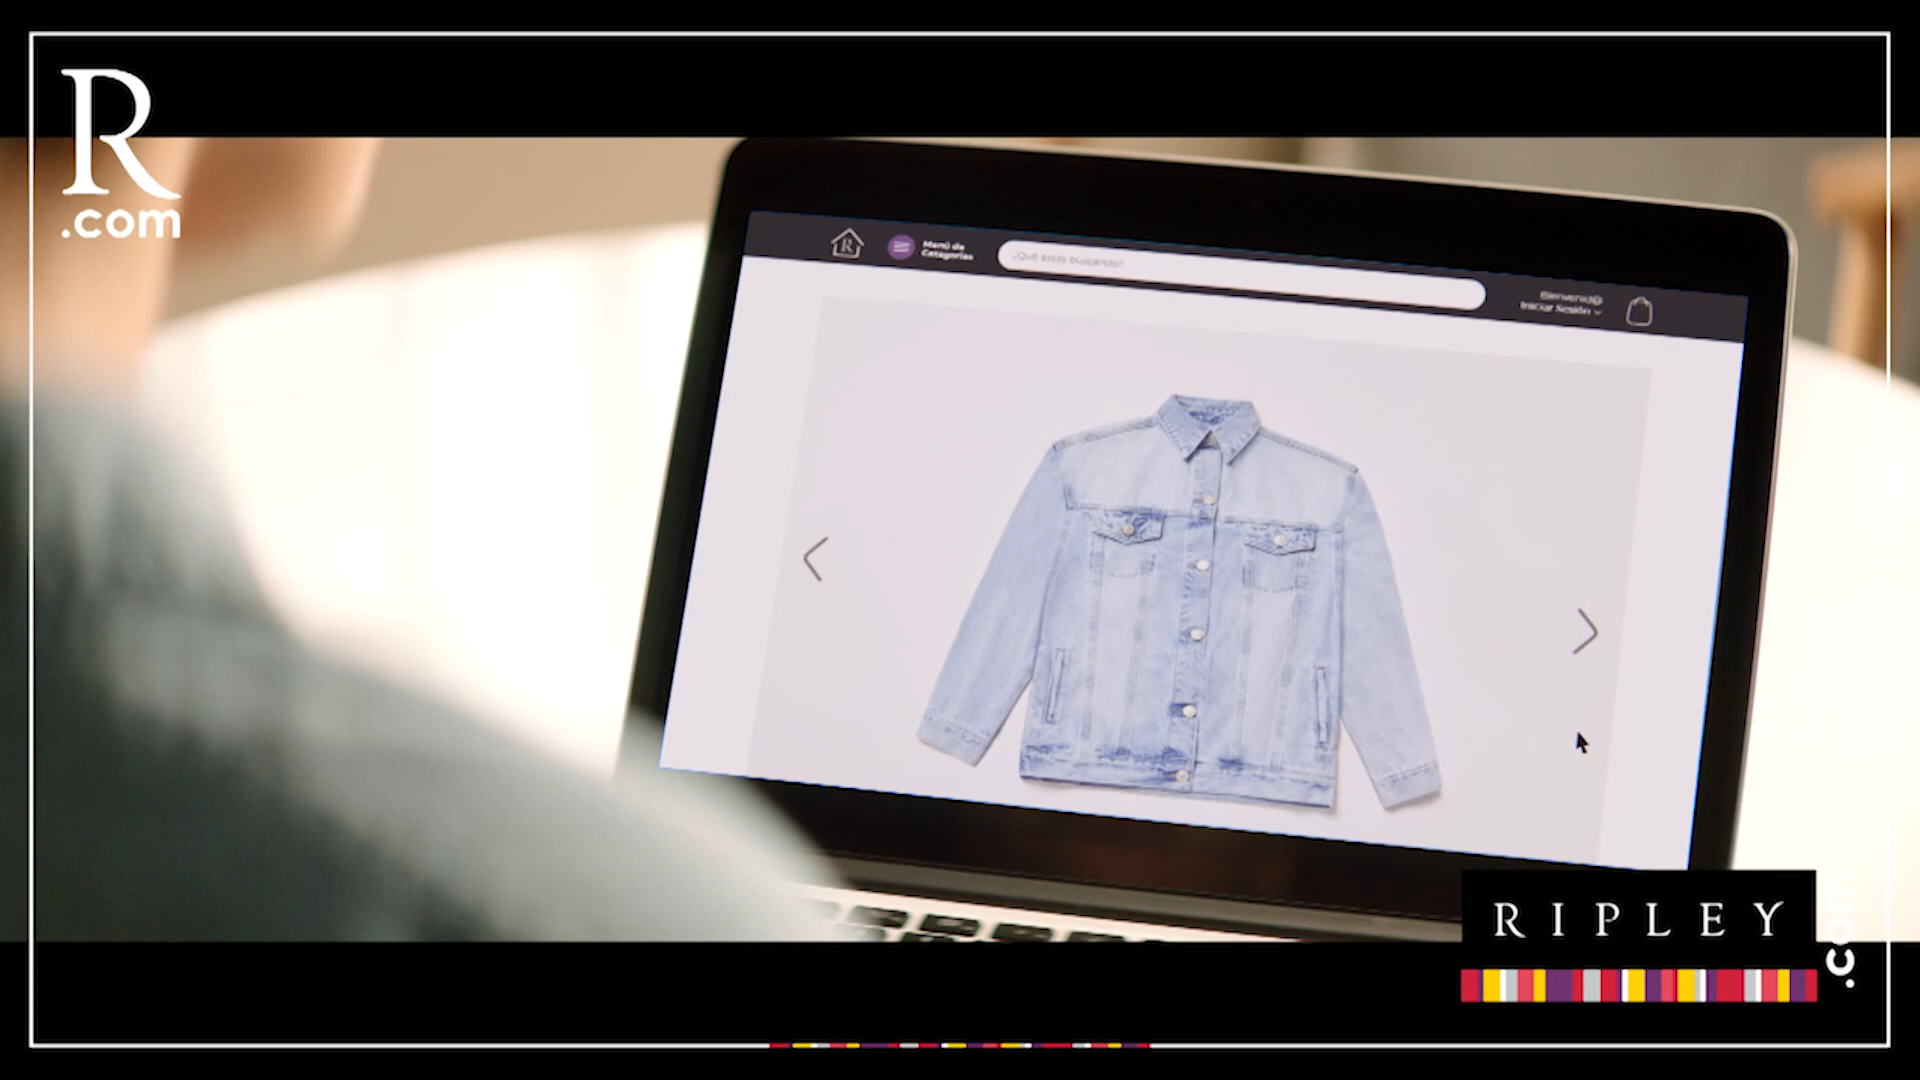 R
.com
R
Menú de
Categorías
¿Qué estás buscando?
Bienvenid@
Iniciar Sesión
RIPLEY
.com